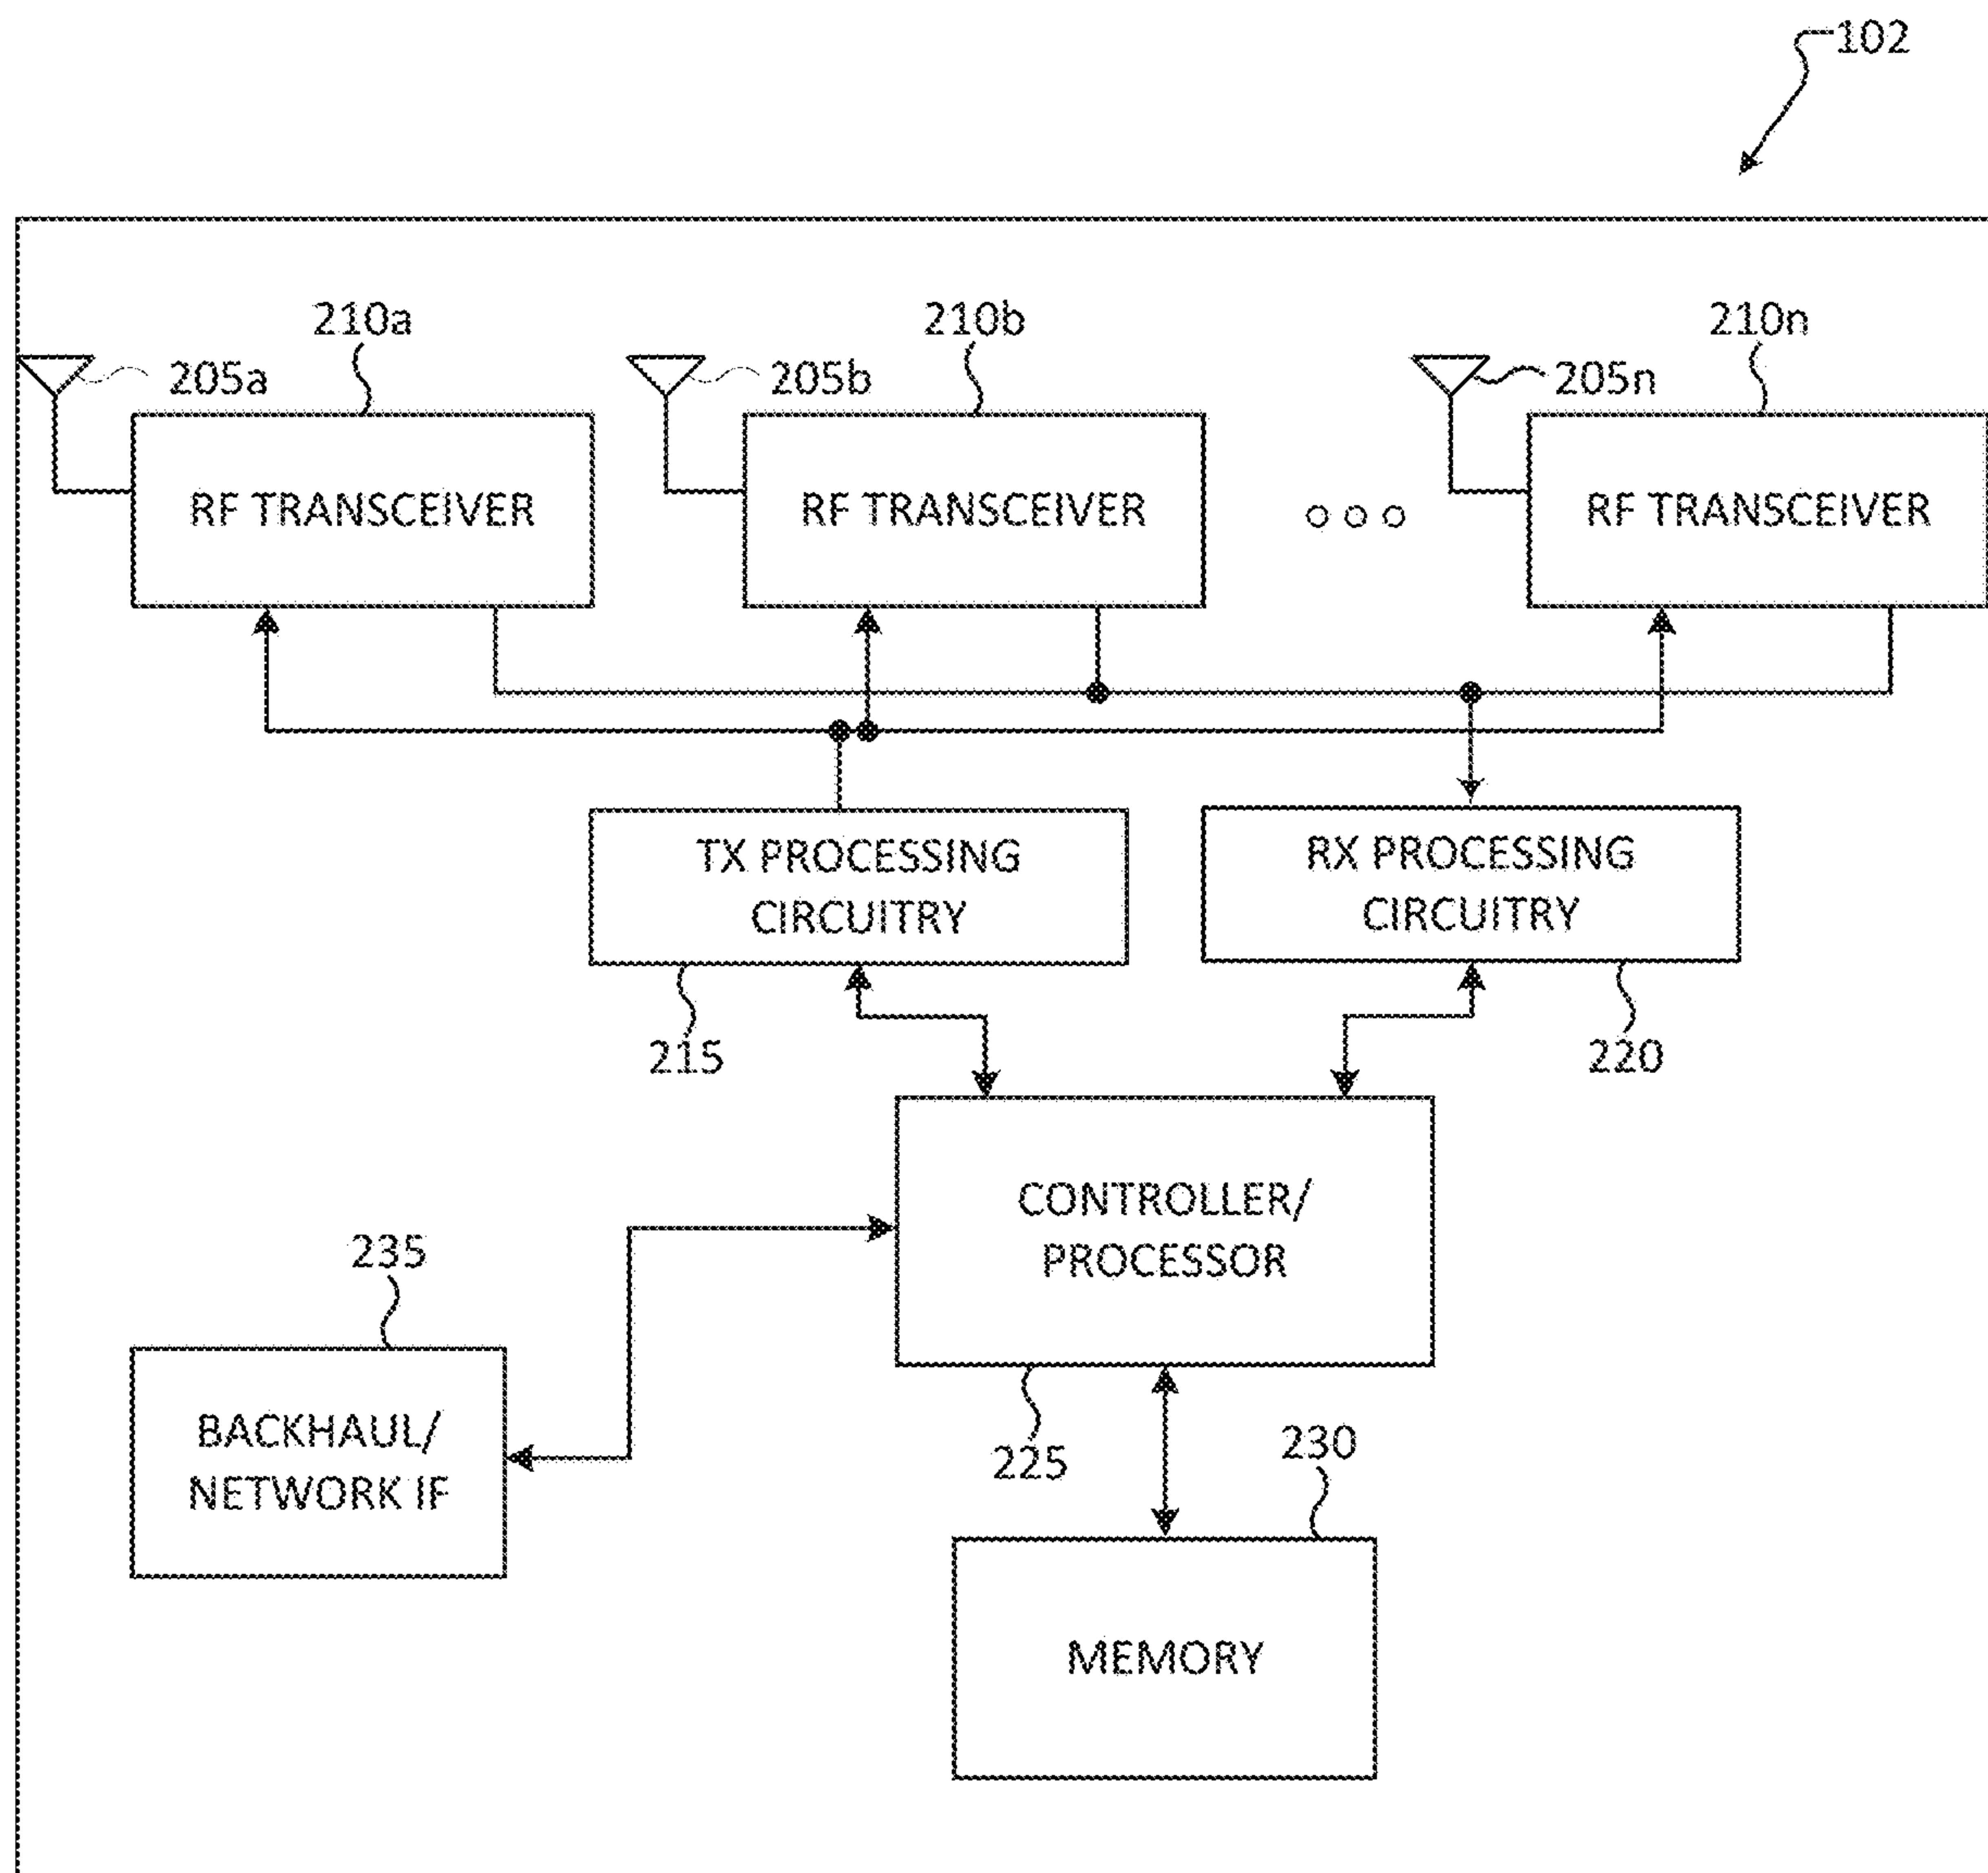 102
210a
210b
210n
205a
205b
205n
RF TRANSCEIVER
RF TRANSCEIVER
RF TRANSCEIVER
TX PROCESSING
CIRCUITRY
RX PROCESSING
CIRCUITRY
215
220
CONTROLLER/
PROCESSOR
235
225
230
BACKHAUL/
NETWORK IF
MEMORY